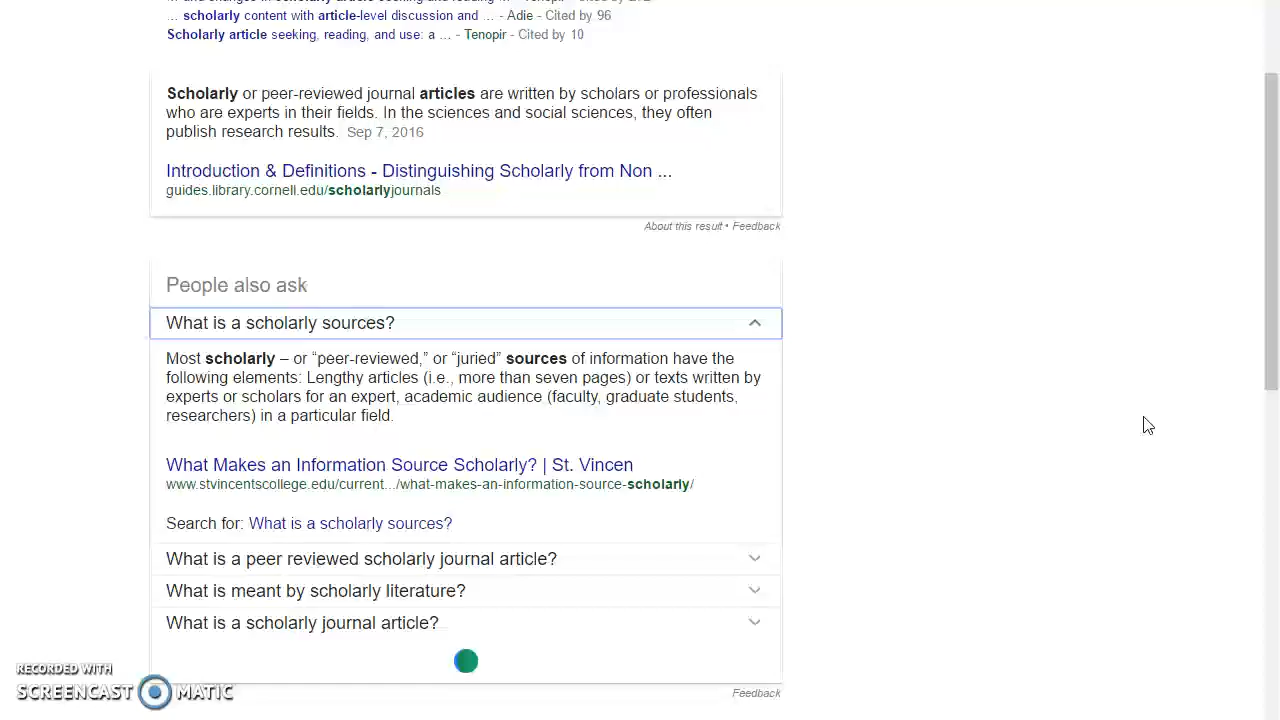 ... scholarly content with article-level discussion and ... - Adie - Cited by 96
Scholarly article seeking, reading, and use: a ... - Tenopir - Cited by 10
Scholarly or peer-reviewed journal articles are written by scholars or professionals
who are experts in their fields. In the sciences and social sciences, they often
publish research results. Sep 7, 2016
Introduction & Definitions - Distinguishing Scholarly from Non ...
guides.library.cornell.edu/scholarlyjournals
About this result • Feedback
People also ask
What is a scholarly sources?
Most scholarly – or “peer-reviewed,” or “juried” sources of information have the
following elements: Lengthy articles (i.e., more than seven pages) or texts written by
experts or scholars for an expert, academic audience (faculty, graduate students,
researchers) in a particular field.
What Makes an Information Source Scholarly? | St. Vincen
www.stvincentscollege.edu/current.../what-makes-an-information-source-scholarly/
Search for: What is a scholarly sources?
What is a peer reviewed scholarly journal article?
What is meant by scholarly literature?
What is a scholarly journal article?
Feedback
RECORDED WITH
SCREENCAST MATIC